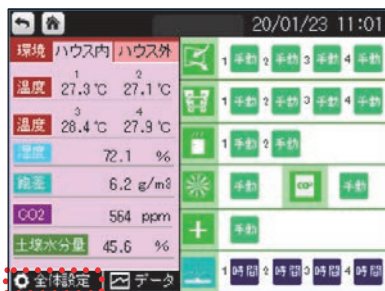 20/01/23 11:01
環境 ハウス内 ハウス外
1 2
温度 27.3℃ 27.1℃
3 4
温度 28.4℃ 27.9℃
湿度 72.1 %
飽差 6.2 g/m3
CO2 564 ppm
土壌水分量 45.6 %
全体設定 データ
1 手動 2 手動 3 手動 4 手動
1 手動 2 手動 3 手動 4 手動
1 手動 2 手動
手動 手動
手動
1 時間 2 時間 3 時間 4 時間